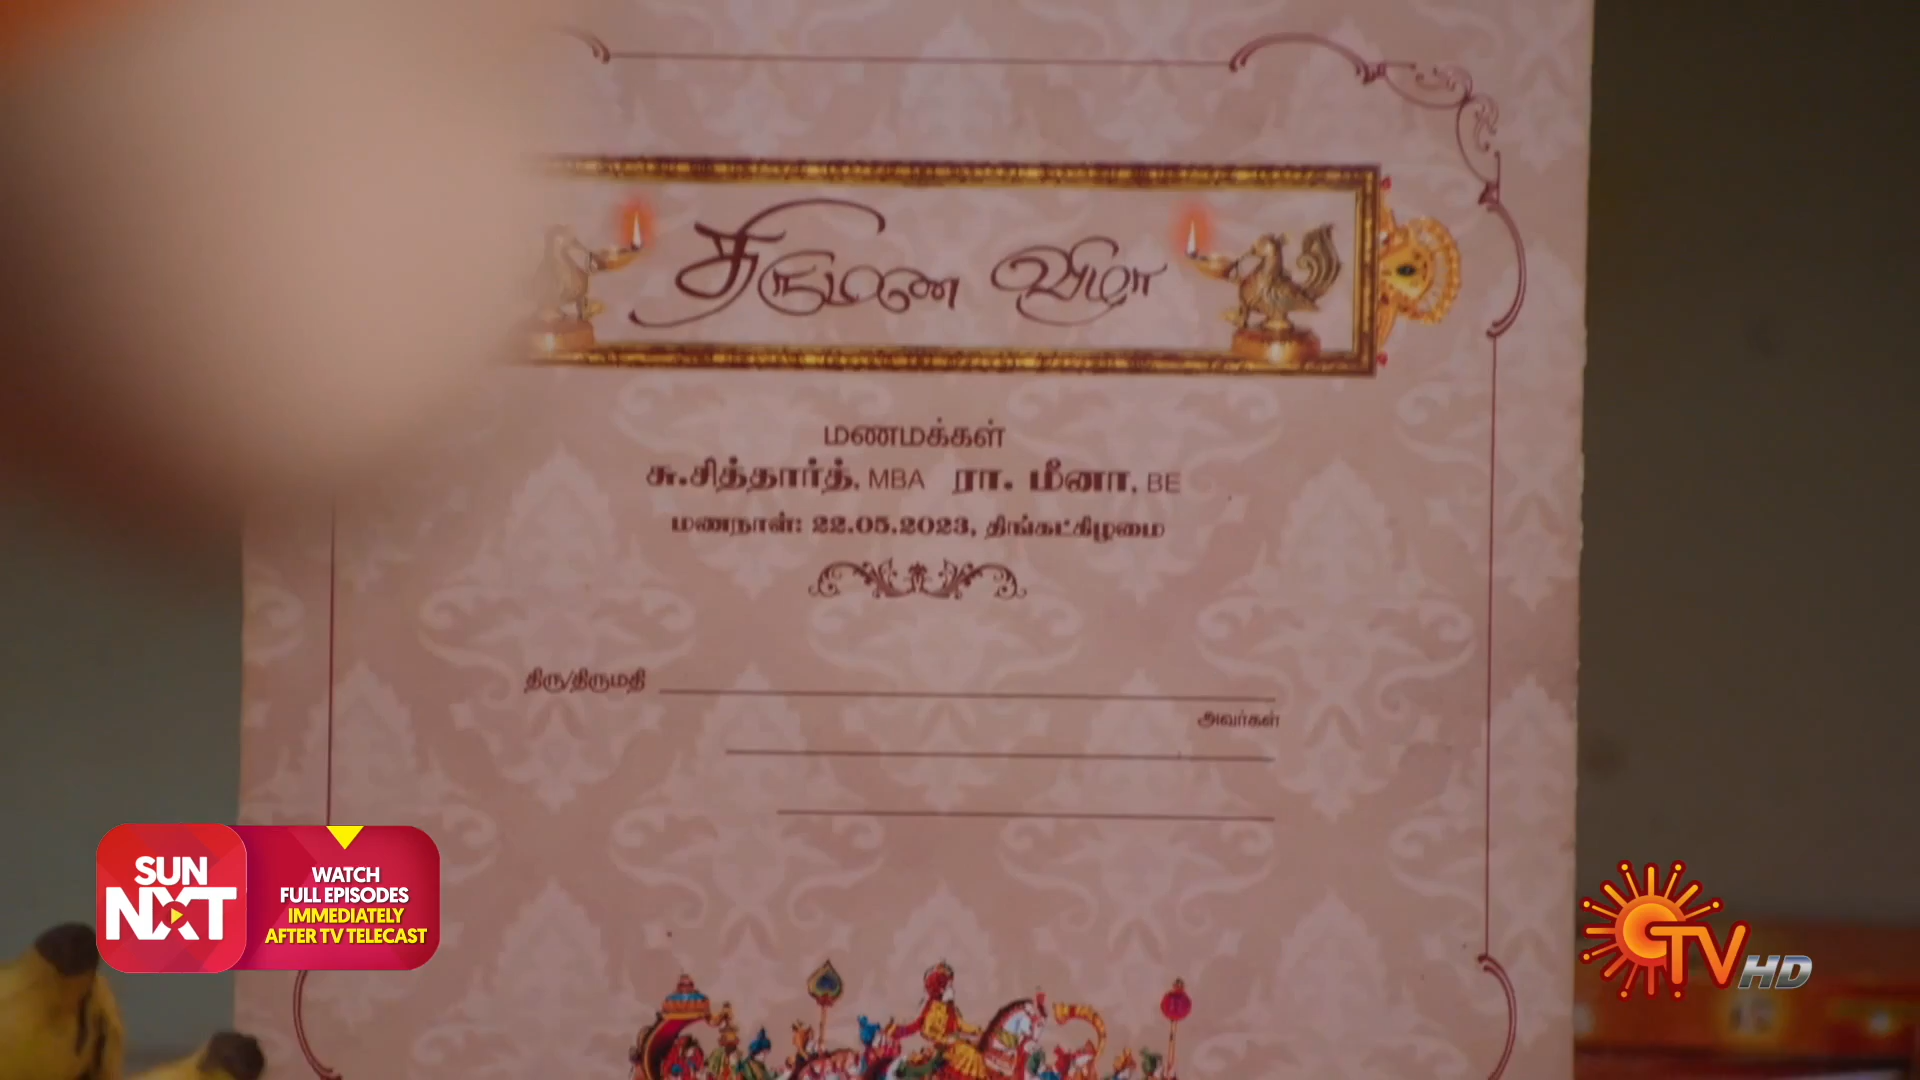 திருமண விழா
மணமக்கள்
சு.சித்தார்த், MBA ரா. மீனா, BE
மணநாள்: 22.05.2023, திங்கட்கிழமை
திரு/திருமதி
அவர்கள்
SUN
NXT
WATCH
FULL EPISODES
IMMEDIATELY
AFTER TV TELECAST
TV HD